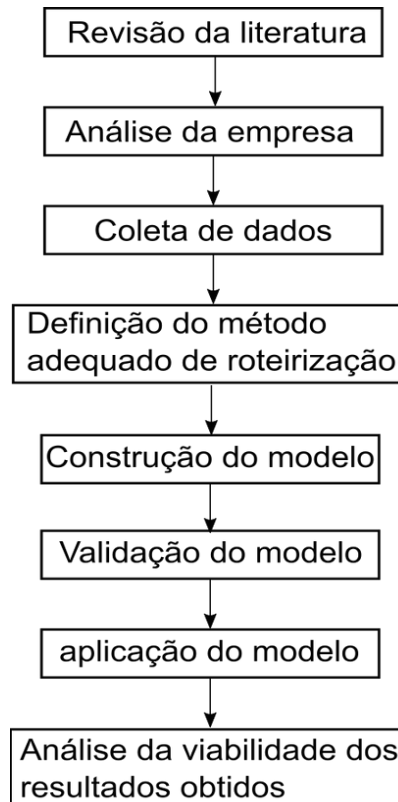 Revisão da literatura
Análise da empresa
Coleta de dados
Definição do método
adequado de roteirização
Construção do modelo
Validação do modelo
aplicação do modelo
Análise da viabilidade dos
resultados obtidos